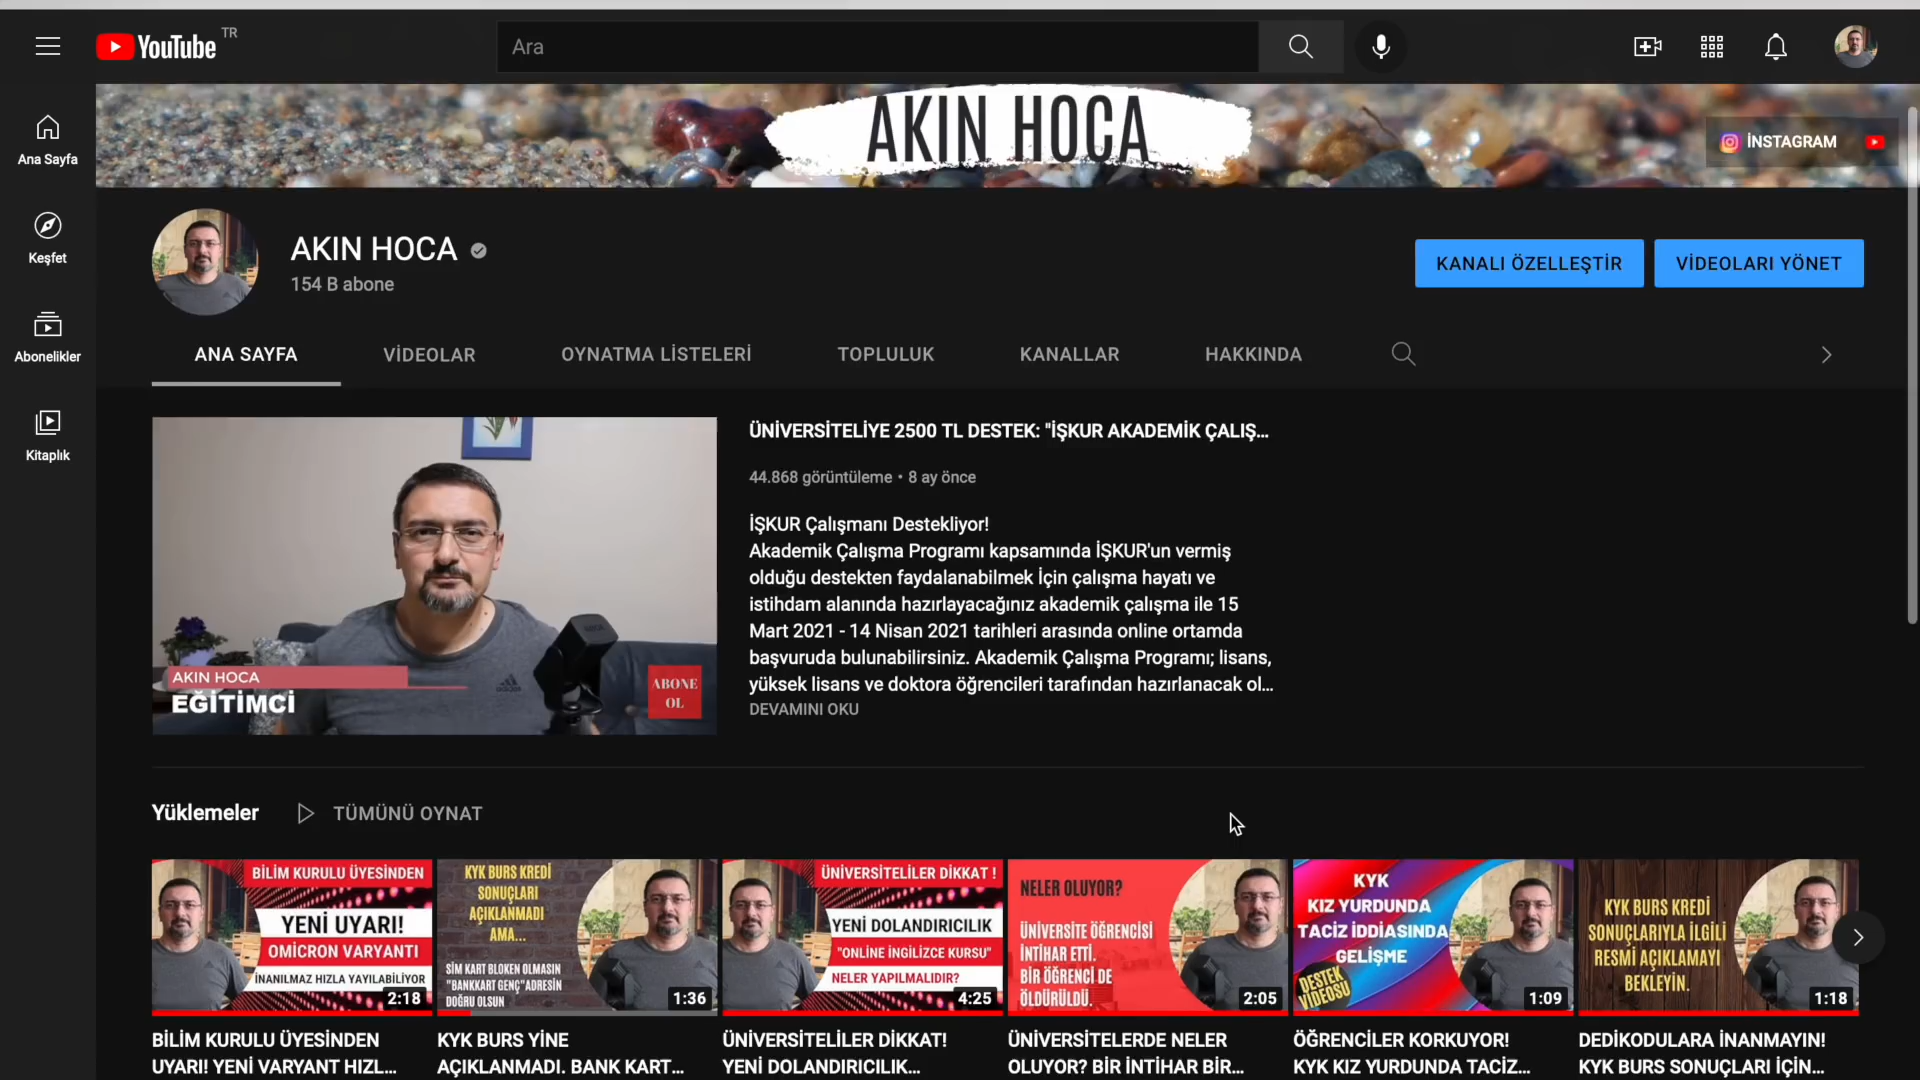 YouTube TR
Ara
AKIN HOCA
İNSTAGRAM
Ana Sayfa
Keşfet
Abonelikler
Kitaplık
AKIN HOCA
154 B abone
KANALI ÖZELLEŞTİR
VİDEOLARI YÖNET
ANA SAYFA
VİDEOLAR
OYNATMA LİSTELERİ
TOPLULUK
KANALLAR
HAKKINDA
AKIN HOCA
EĞİTİMCİ
ABONE
OL
ÜNİVERSİTELİYE 2500 TL DESTEK: "İŞKUR AKADEMİK ÇALIŞ...
44.868 görüntüleme • 8 ay önce
İŞKUR Çalışmanı Destekliyor!
Akademik Çalışma Programı kapsamında İŞKUR'un vermiş
olduğu destekten faydalanabilmek İçin çalışma hayatı ve
istihdam alanında hazırlayacağınız akademik çalışma ile 15
Mart 2021 - 14 Nisan 2021 tarihleri arasında online ortamda
başvuruda bulunabilirsiniz. Akademik Çalışma Programı; lisans,
yüksek lisans ve doktora öğrencileri tarafından hazırlanacak ol...
DEVAMINI OKU
Yüklemeler
TÜMÜNÜ OYNAT
BİLİM KURULU ÜYESİNDEN
YENİ UYARI!
OMICRON VARYANTI
İNANILMAZ HIZLA YAYILABİLİYOR
2:18
BİLİM KURULU ÜYESİNDEN
UYARI! YENİ VARYANT HIZL...
KYK BURS KREDİ
SONUÇLARI
AÇIKLANMADI
AMA...
SİM KART BLOKEN OLMASIN
"BANKKART GENÇ"ADRESİN
DOĞRU OLSUN
1:36
KYK BURS YİNE
AÇIKLANMADI. BANK KART...
ÜNİVERSİTELİLER DİKKAT !
YENİ DOLANDIRICILIK
"ONLİNE İNGİLİZCE KURSU"
NELER YAPILMALIDIR?
4:25
ÜNİVERSİTELİLER DİKKAT!
YENİ DOLANDIRICILIK...
NELER OLUYOR?
ÜNİVERSİTE ÖĞRENCİSİ
İNTİHAR ETTİ.
BİR ÖĞRENCİ DE
ÖLDÜRÜLDÜ.
2:05
ÜNİVERSİTELERDE NELER
OLUYOR? BİR İNTİHAR BİR...
KYK
KIZ YURDUNDA
TACİZ İDDİASINDA
GELİŞME
DESTEK
VİDEOSU
1:09
ÖĞRENCİLER KORKUYOR!
KYK KIZ YURDUNDA TACİZ...
KYK BURS KREDİ
SONUÇLARIYLA İLGİLİ
RESMİ AÇIKLAMAYI
BEKLEYİN.
1:18
DEDİKODULARA İNANMAYIN!
KYK BURS SONUÇLARI İÇİN...